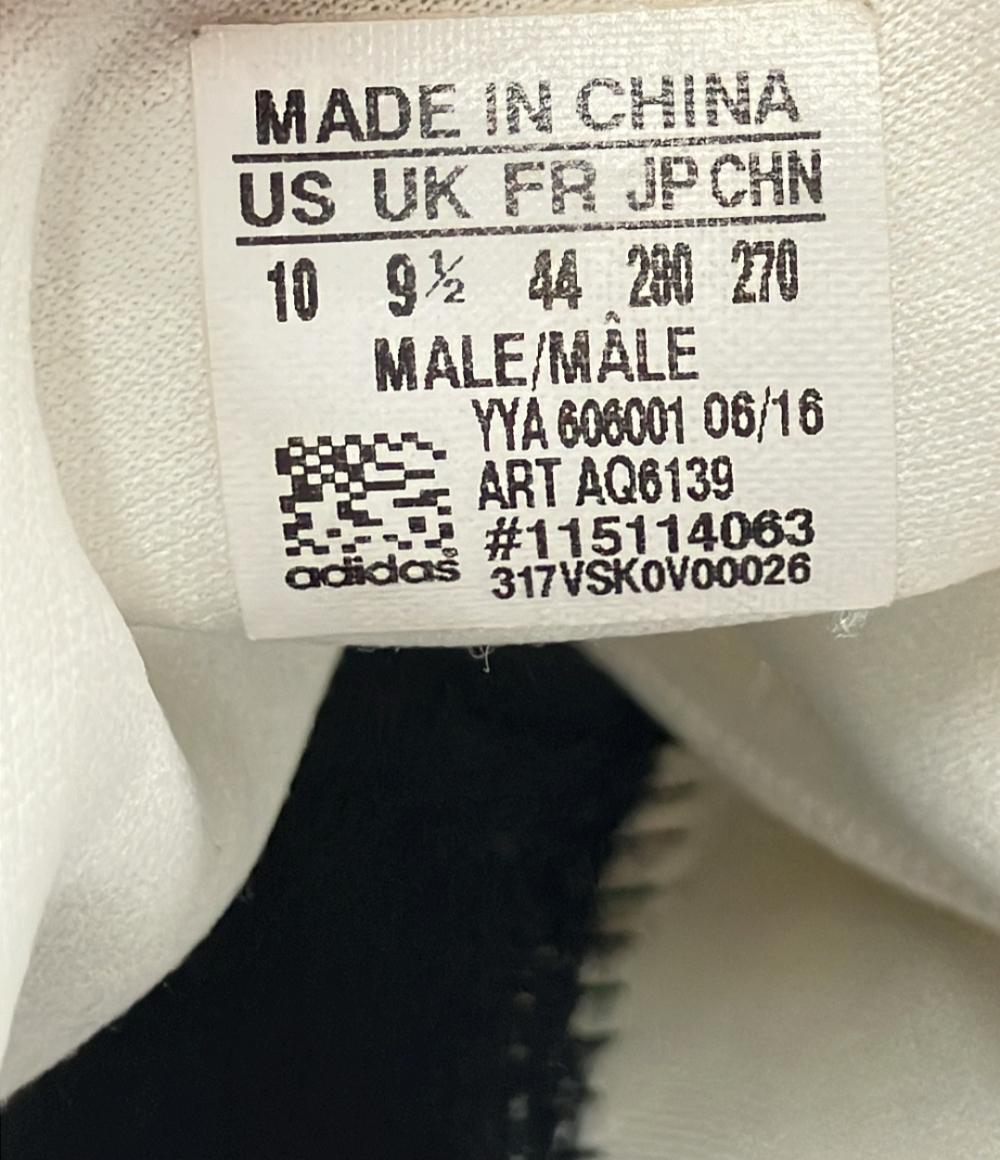 MADE IN CHINA
US UK FR JP CHN
10 9½ 44 280 270
MALE/MÂLE
YYA 606001 06/16
ART AQ6139
#115114063
adidas 317VSK0V00026